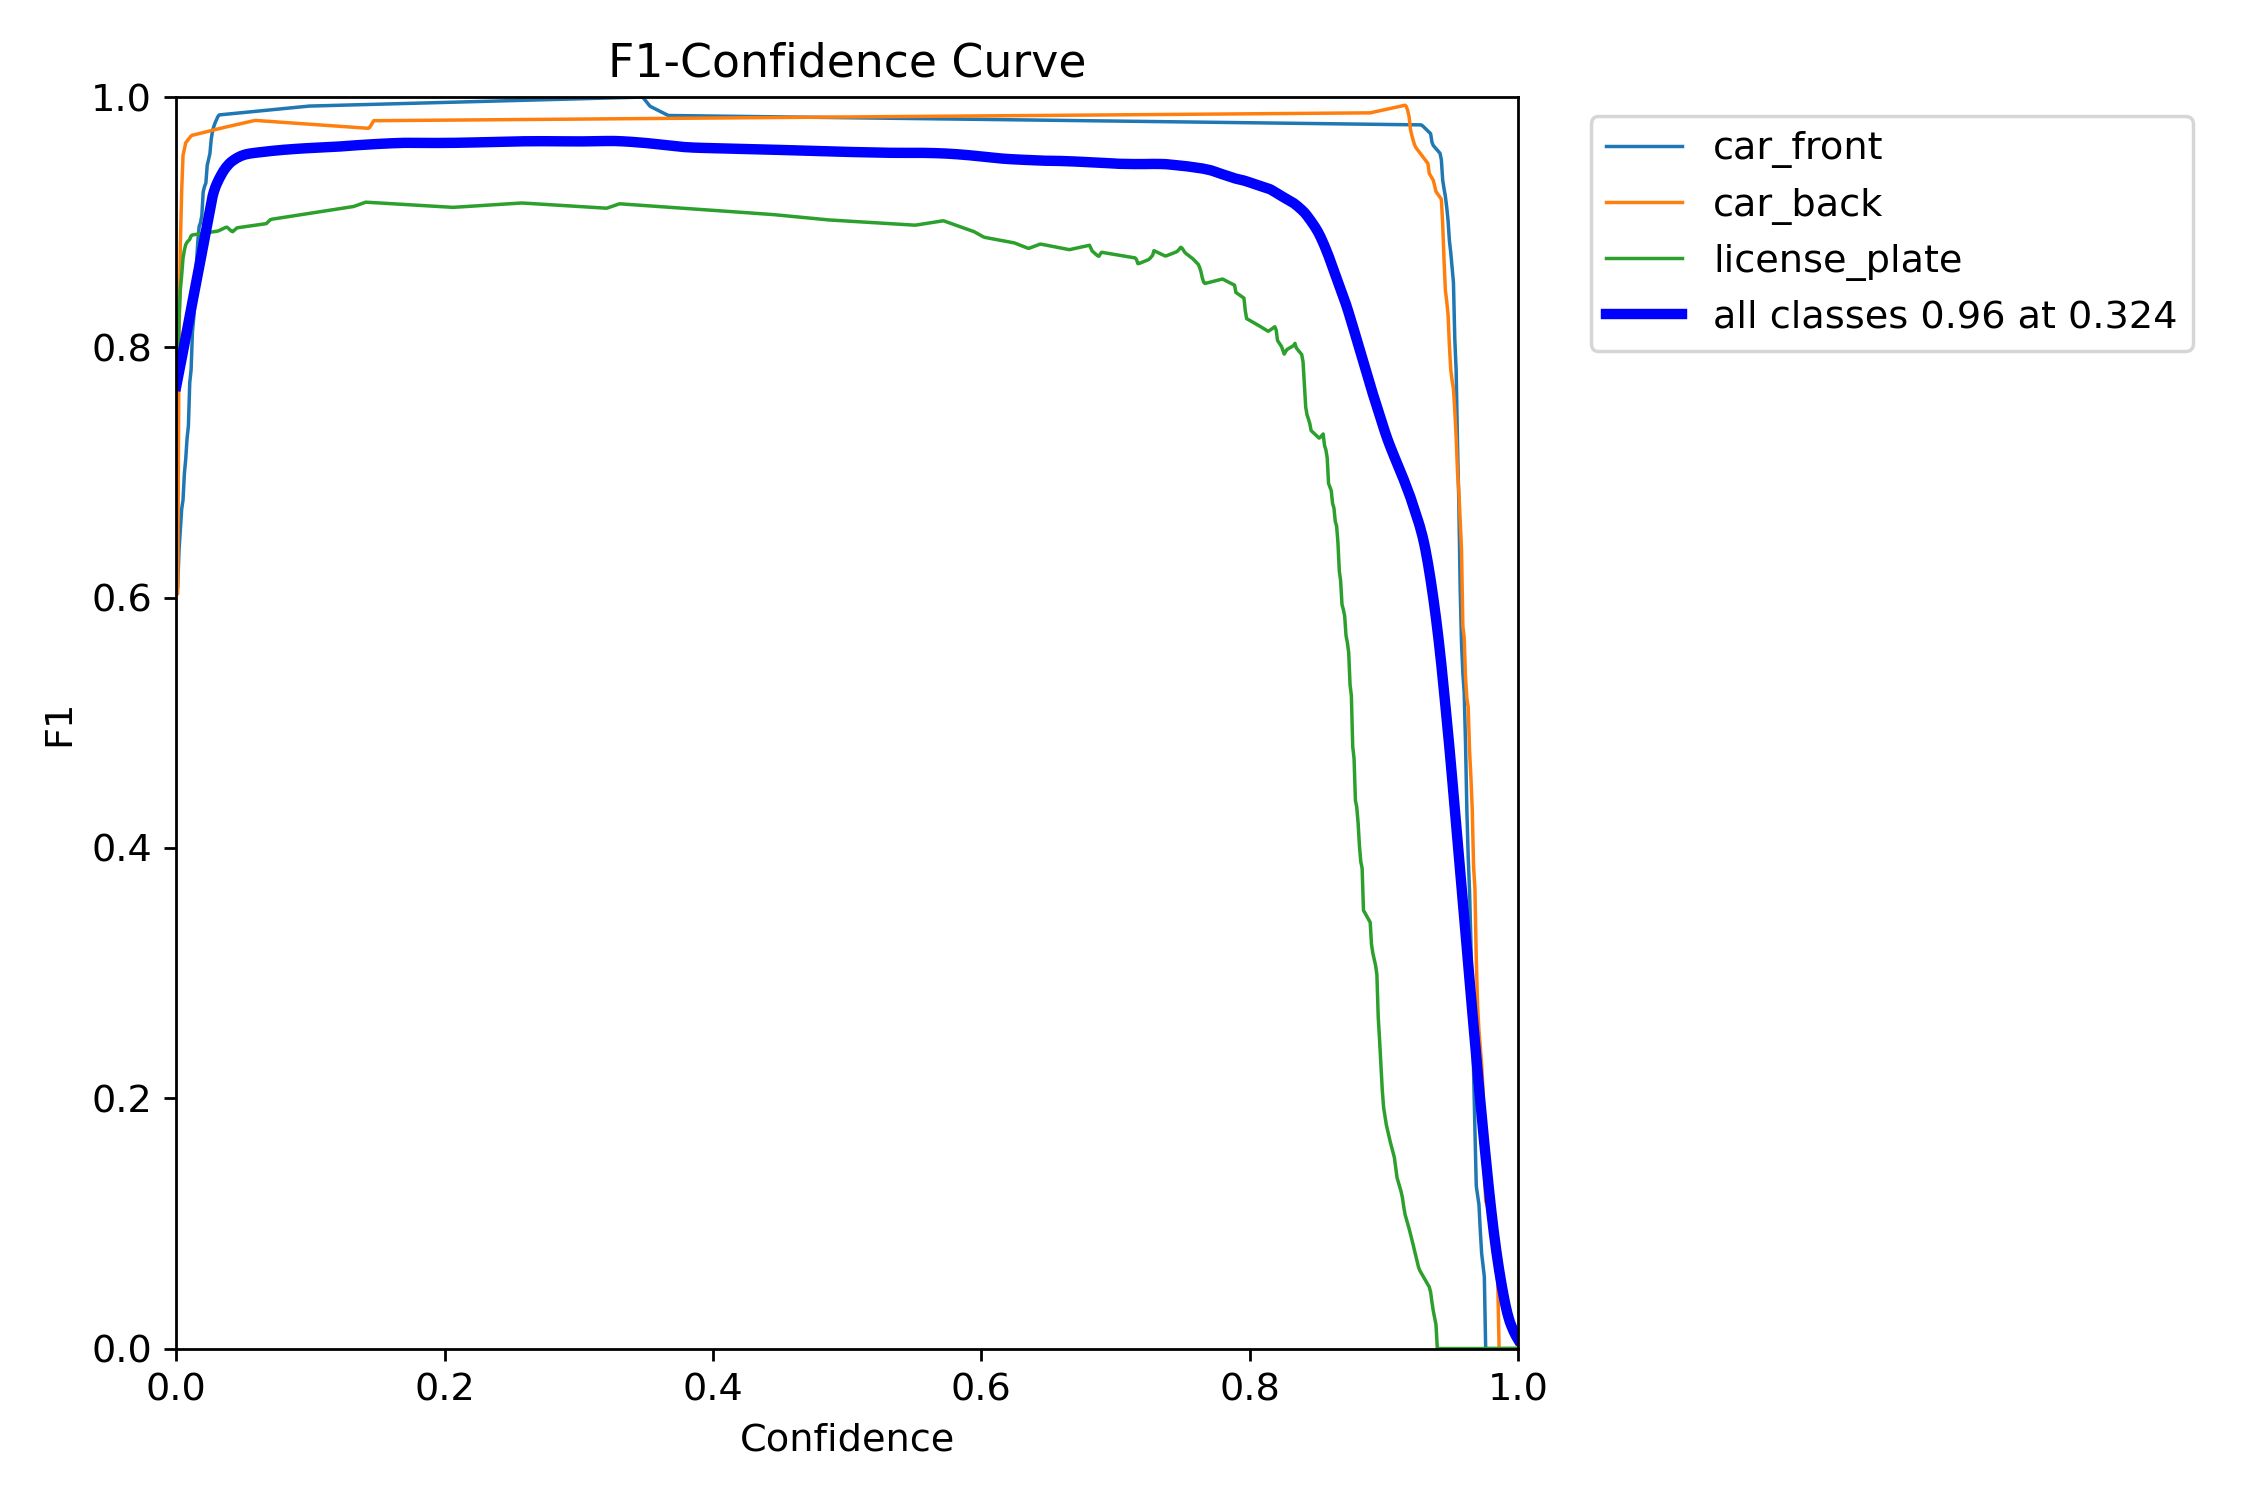 F1-Confidence Curve
1.0
0.8
0.6
0.4
0.2
0.0
F1
0.0 0.2 0.4 0.6 0.8 1.0
Confidence
car_front
car_back
license_plate
all classes 0.96 at 0.324